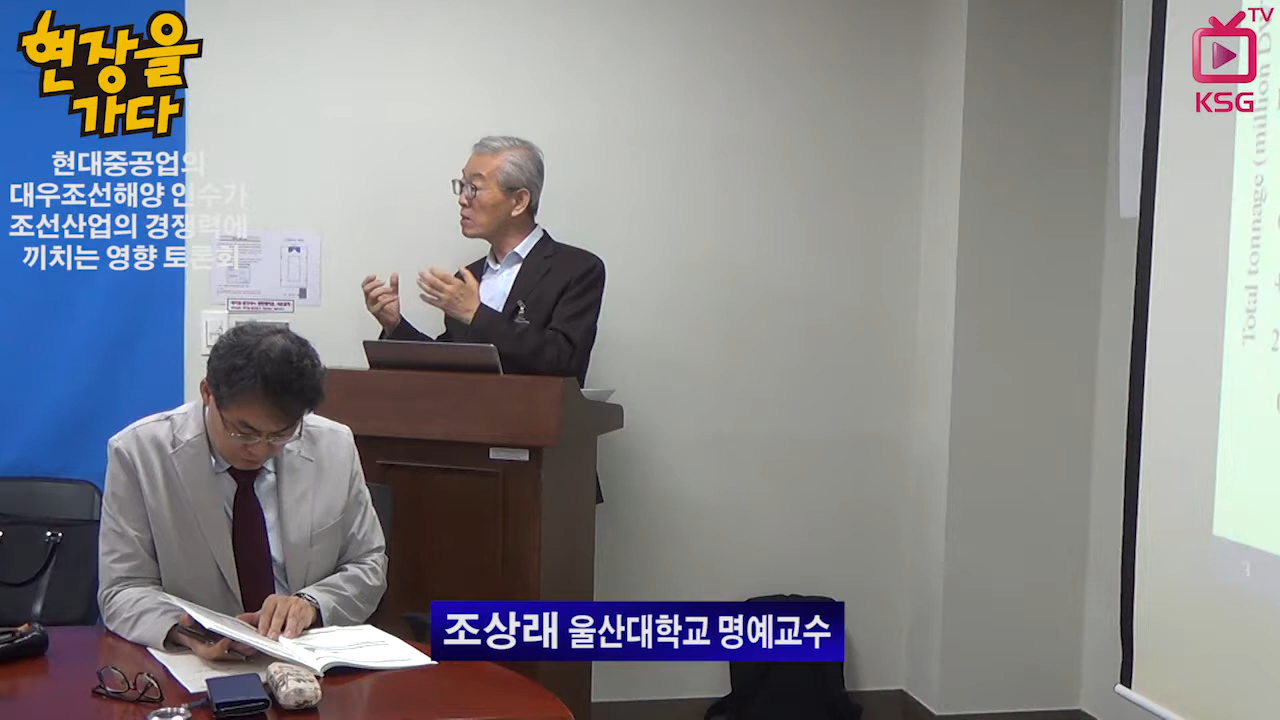 현장을
가다
현대중공업의
대우조선해양 인수가
조선산업의 경쟁력에
끼치는 영향 토론회
TV
KSG
Total tonnage (million DW
3
조상래 울산대학교 명예교수